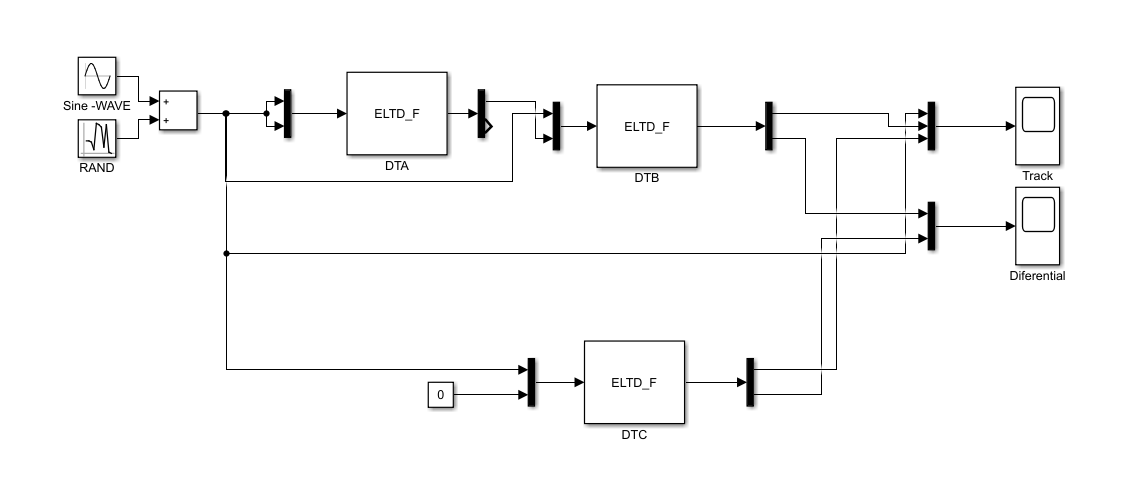 Sine -WAVE
+
+
RAND
ELTD_F
DTA
ELTD_F
DTB
Track
Diferential
0
ELTD_F
DTC